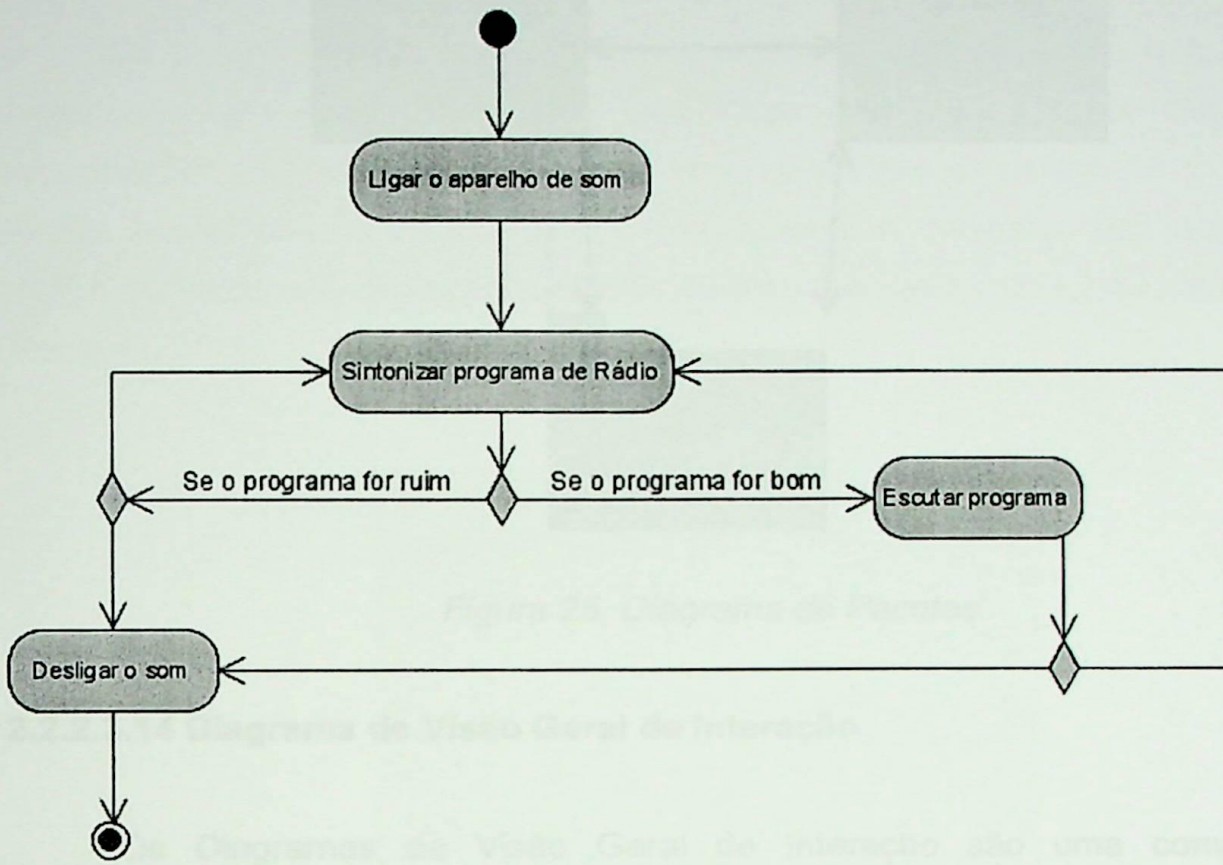 Ligar o aparelho de som
Sintonizar programa de Rádio
Se o programa for ruim
Se o programa for bom
Escutar programa
Desligar o som
Figura 25. Diagrama de Pacotes
14 Diagrama de Visão Geral de Interação
Diagramas de Visão Geral de Interação são uma